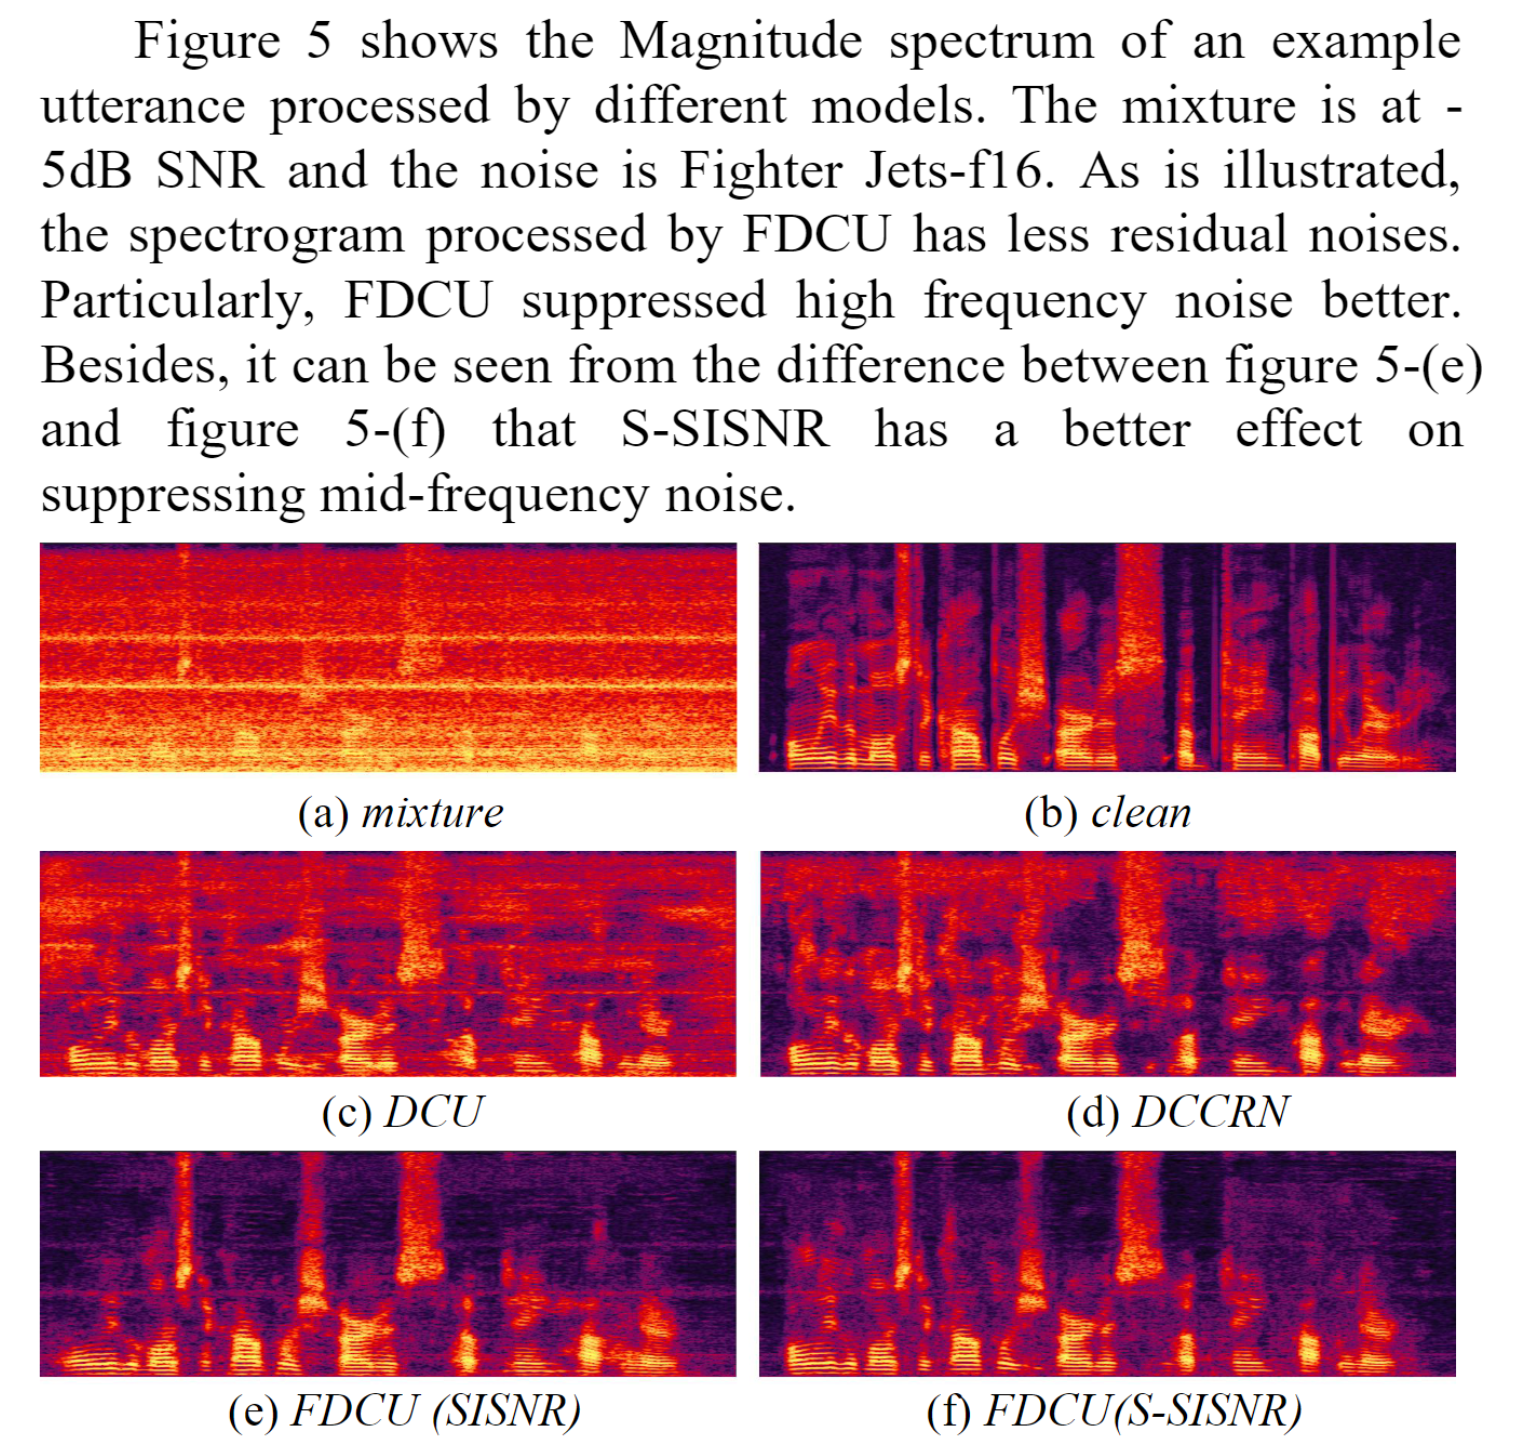 Figure 5 shows the Magnitude spectrum of an example
utterance processed by different models. The mixture is at -
5dB SNR and the noise is Fighter Jets-f16. As is illustrated,
the spectrogram processed by FDCU has less residual noises.
Particularly, FDCU suppressed high frequency noise better.
Besides, it can be seen from the difference between figure 5-(e)
and figure 5-(f) that S-SISNR has a better effect on
suppressing mid-frequency noise.
(a) mixture
(b) clean
(c) DCU
(d) DCCRN
(e) FDCU (SISNR)
(f) FDCU(S-SISNR)